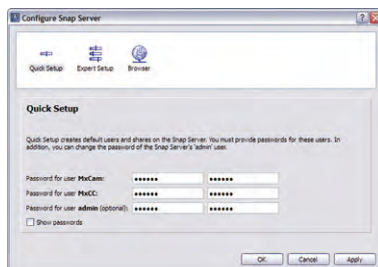 Configure Snap Server
Quick Setup Expert Setup Browser
Quick Setup
Quick Setup creates default users and shares on the Snap Server. You must provide passwords for these users. In
addition, you can change the password of the Snap Server's 'admin' user.
Password for user MxCam:
Password for user MxCC:
Password for user admin (optional):
Show passwords
OK Cancel Apply